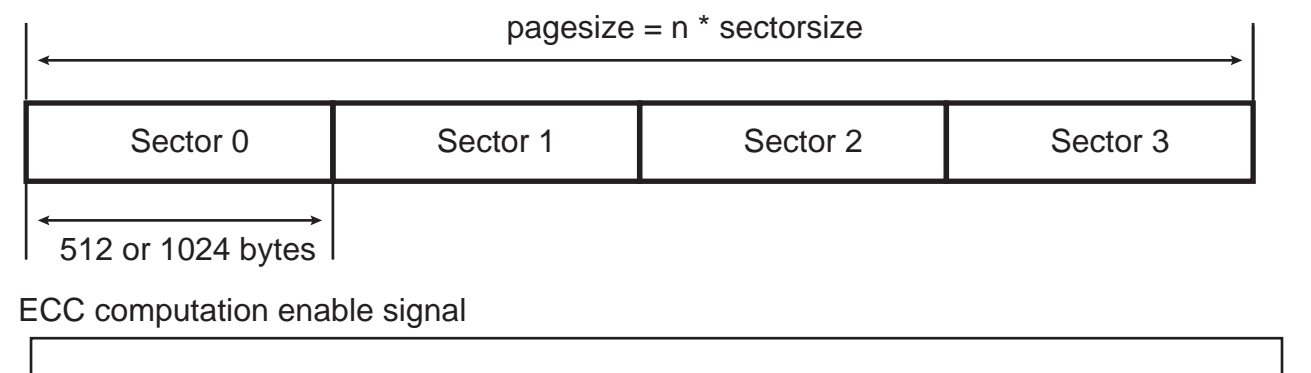 pagesize = n * sectorsize
Sector 0
Sector 1
Sector 2
Sector 3
512 or 1024 bytes
ECC computation enable signal